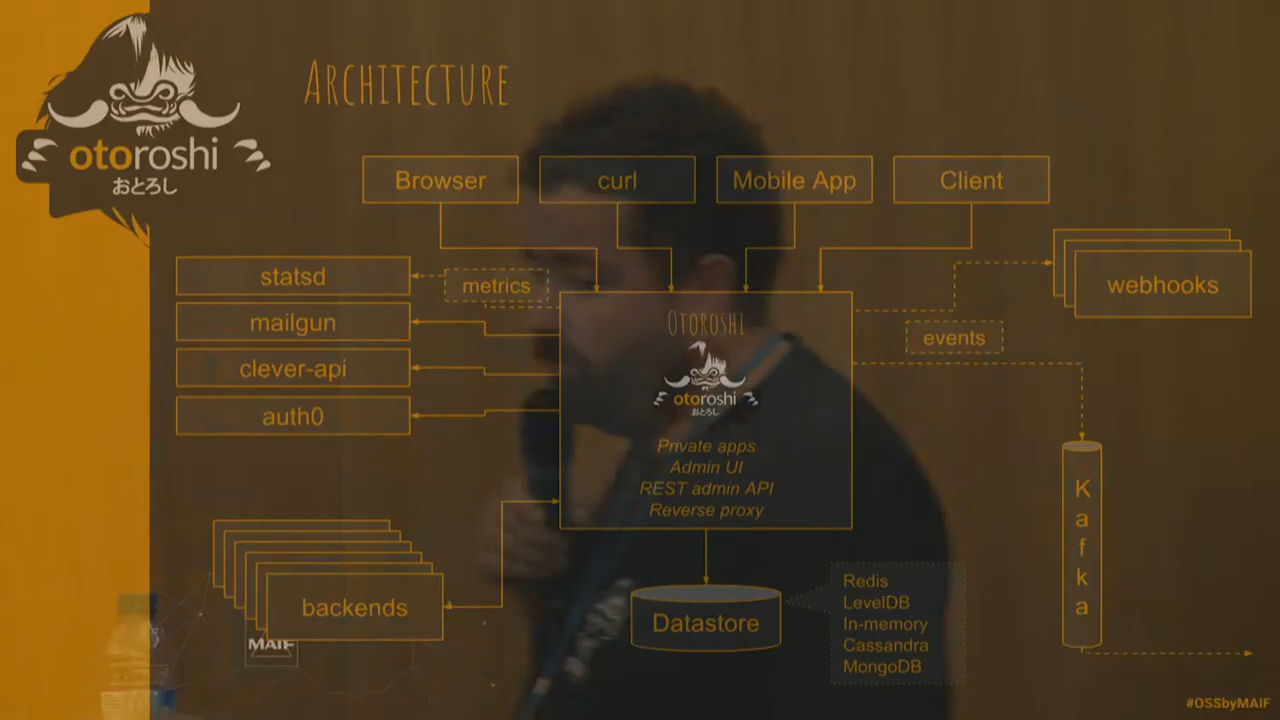 otoroshi
おとろし
ARCHITECTURE
Browser
curl
Mobile App
Client
statsd
mailgun
clever-api
auth0
metrics
webhooks
events
OTOROSHI
otoroshi
おとろし
Private apps
Admin UI
REST admin API
Reverse proxy
Kafka
backends
MAIF
Datastore
Redis
LevelDB
In-memory
Cassandra
MongoDB
#OSSbyMAIF